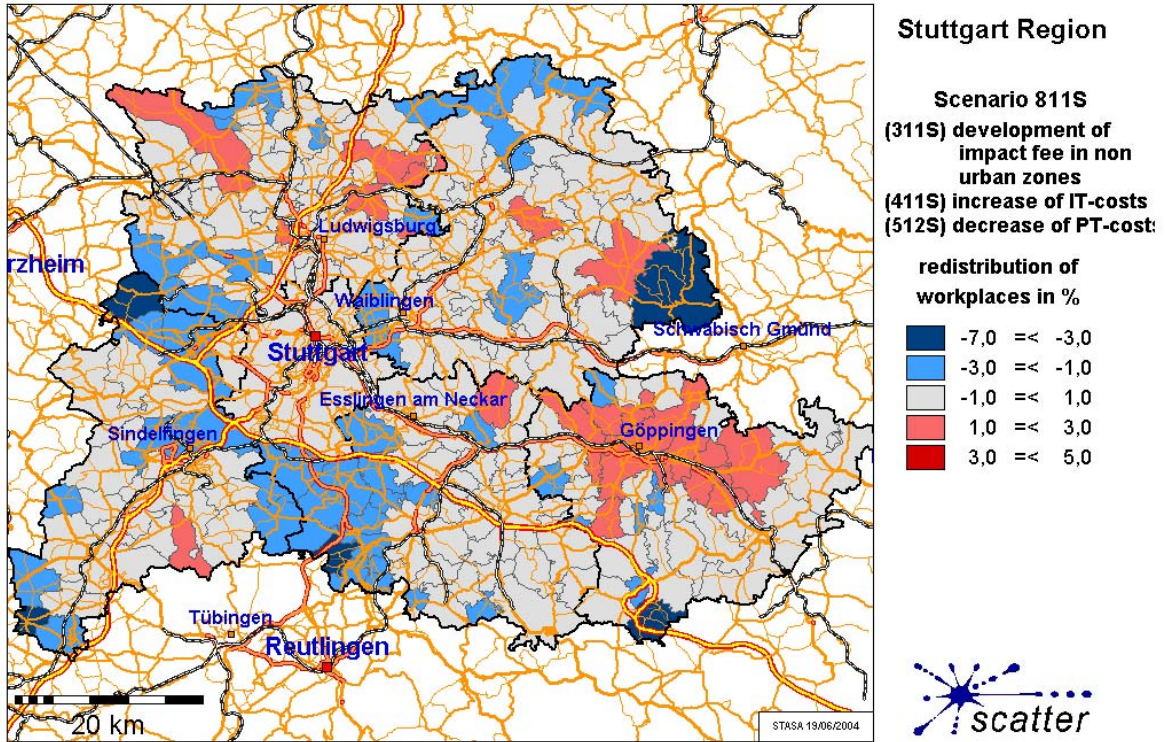 Stuttgart Region
Scenario 811S
(311S) development of
impact fee in non
urban zones
(411S) increase of IT-costs
(512S) decrease of PT-costs
redistribution of
workplaces in %
-7,0 =< -3,0
-3,0 =< -1,0
-1,0 =< 1,0
1,0 =< 3,0
3,0 =< 5,0
rzheim
Ludwigsburg
Waiblingen
Schwäbisch Gmünd
Stuttgart
Esslingen am Neckar
Göppingen
Sindelfingen
Tübingen
Reutlingen
20 km
STASA 19/06/2004
scatter